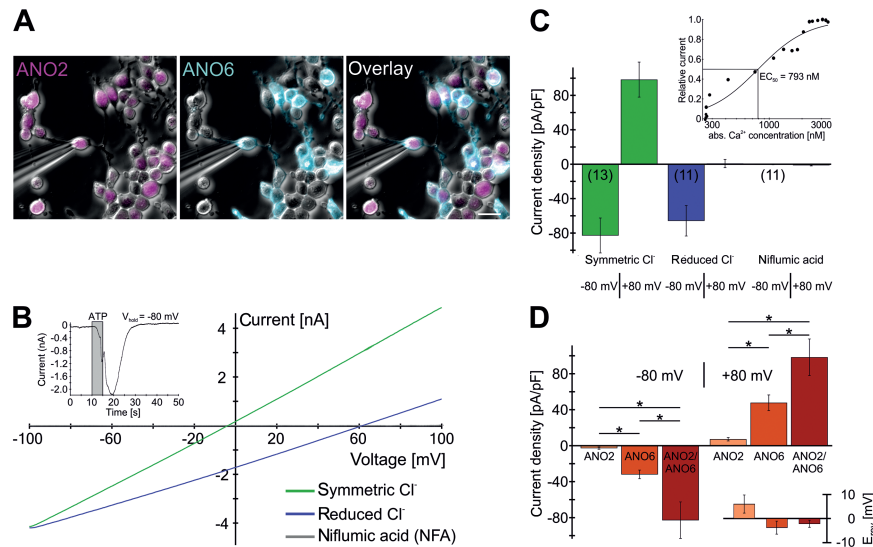 A
ANO2
ANO6
Overlay
B
ATP
V_hold = -80 mV
Current (nA)
0
-0.4
-0.8
-1.2
-1.6
-2.0
0 10 20 30 40 50
Time [s]
Current [nA]
4
2
-2
-4
-100 -60 -20 20 60 100
Voltage [mV]
Symmetric Cl⁻
Reduced Cl⁻
Niflumic acid (NFA)
C
Current density [pA/pF]
80
40
0
-40
-80
(13)
(11)
(11)
Symmetric Cl⁻ Reduced Cl⁻ Niflumic acid
-80 mV +80 mV -80 mV +80 mV -80 mV +80 mV
Relative current
1.0
0.8
0.6
0.4
0.2
0.0
EC₅₀ = 793 nM
300 1000 3000
abs. Ca²⁺ concentration [nM]
D
Current density [pA/pF]
80
40
0
-40
-80
-80 mV +80 mV
* * *
* * *
ANO2 ANO6 ANO2/
ANO6
ANO2 ANO6 ANO2/
ANO6
10
0
-10
[mV]